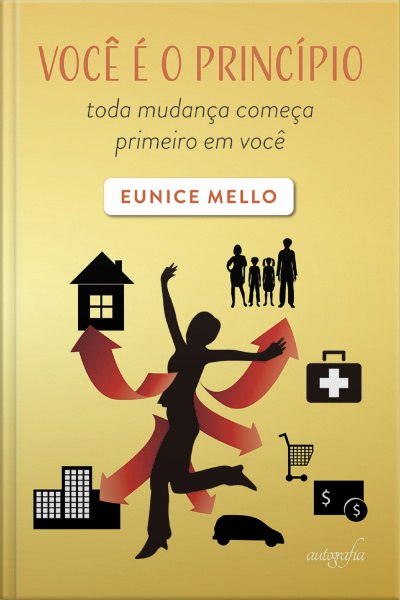 VOCÊ É O PRINCÍPIO
toda mudança começa
primeiro em você
EUNICE MELLO
$
$
autografia